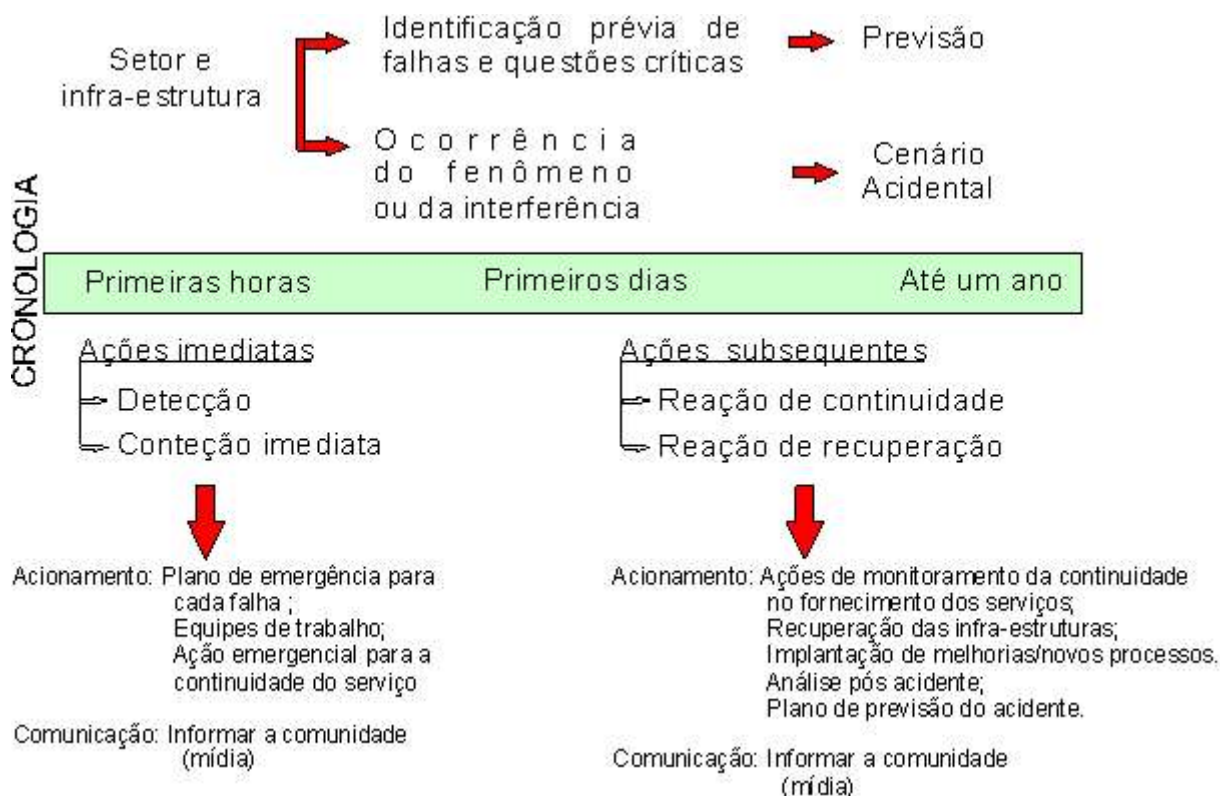 Setor e
infra-estrutura
Identificação prévia de
falhas e questões críticas
Previsão
Ocorrência
do fenômeno
ou da interferência
Cenário
Acidental
CRONOLOGIA
Primeiras horas
Primeiros dias
Até um ano
Ações imediatas
Detecção
Conteção imediata
Ações subsequentes
Reação de continuidade
Reação de recuperação
Acionamento: Plano de emergência para
cada falha ;
Equipes de trabalho;
Ação emergencial para a
continuidade do serviço
Comunicação: Informar a comunidade
(mídia)
Acionamento: Ações de monitoramento da continuidade
no fornecimento dos serviços;
Recuperação das infra-estruturas;
Implantação de melhorias/novos processos.
Análise pós acidente;
Plano de previsão do acidente.
Comunicação: Informar a comunidade
(mídia)